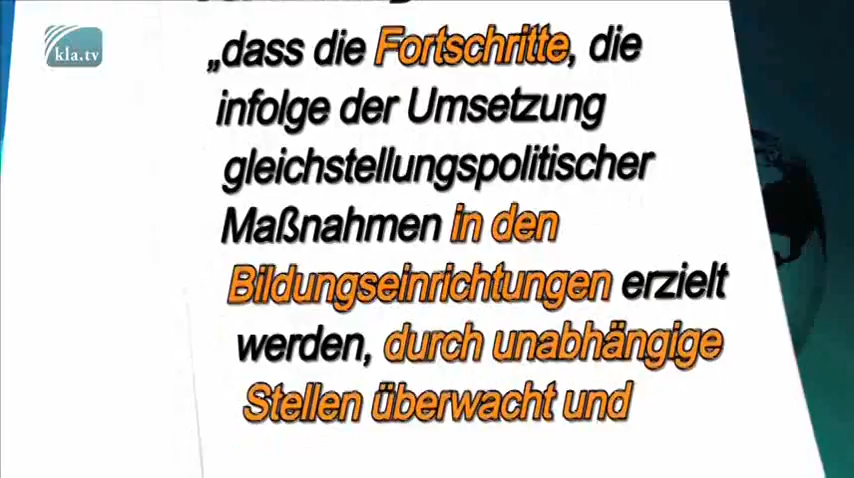 kla.tv
„dass die Fortschritte, die
infolge der Umsetzung
gleichstellungspolitischer
Maßnahmen in den
Bildungseinrichtungen erzielt
werden, durch unabhängige
Stellen überwacht und